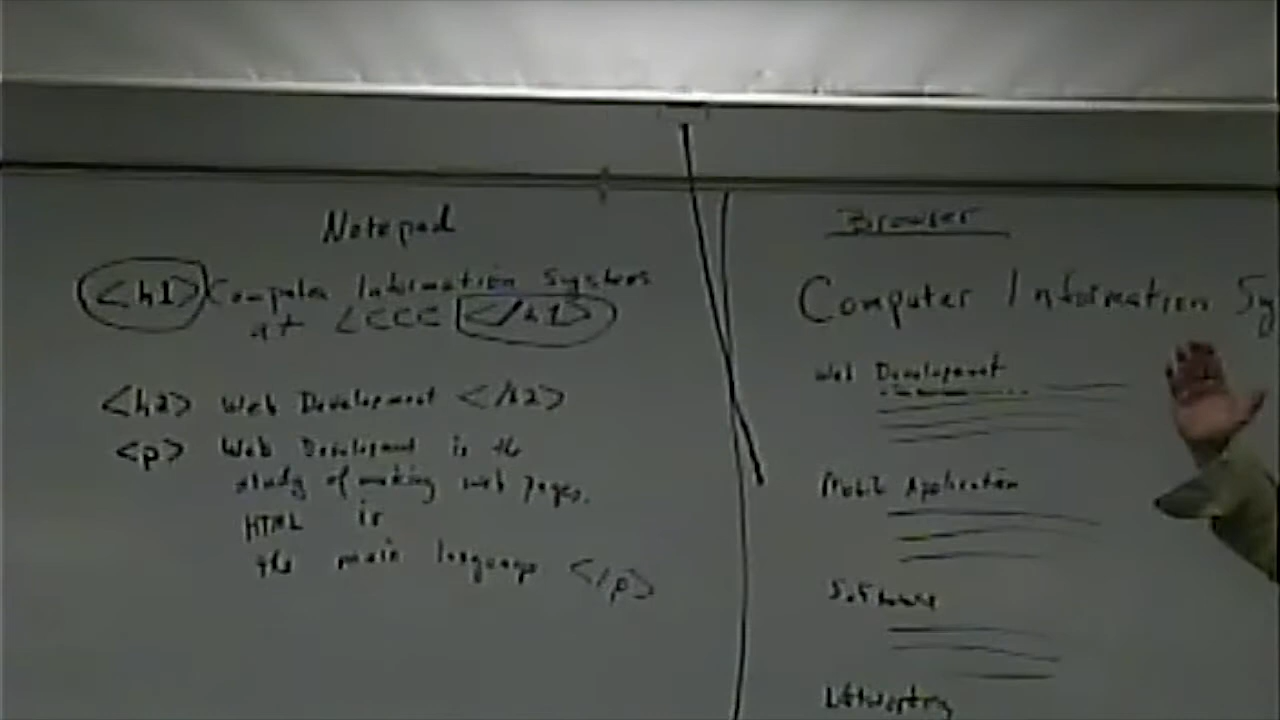 Notepad
<h1> Computer Information Systems
at LCCC </h1>
<h2> Web Development </h2>
<p> Web Development is the
study of making web pages.
HTML is
the main language </p>
Browser
Computer Information Sy
Web Development
Mobile Application
Software
Networking